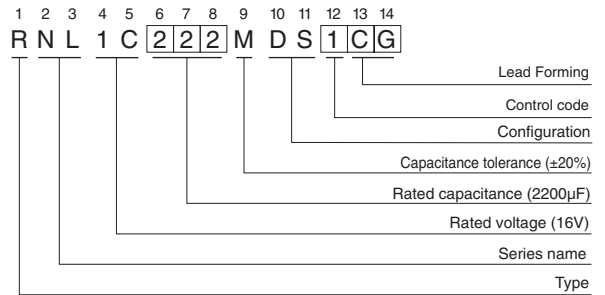 1 2 3 4 5 6 7 8 9 10 11 12 13 14
R N L 1 C 2 2 2 M D S 1 C G
Lead Forming
Control code
Configuration
Capacitance tolerance (±20%)
Rated capacitance (2200µF)
Rated voltage (16V)
Series name
Type